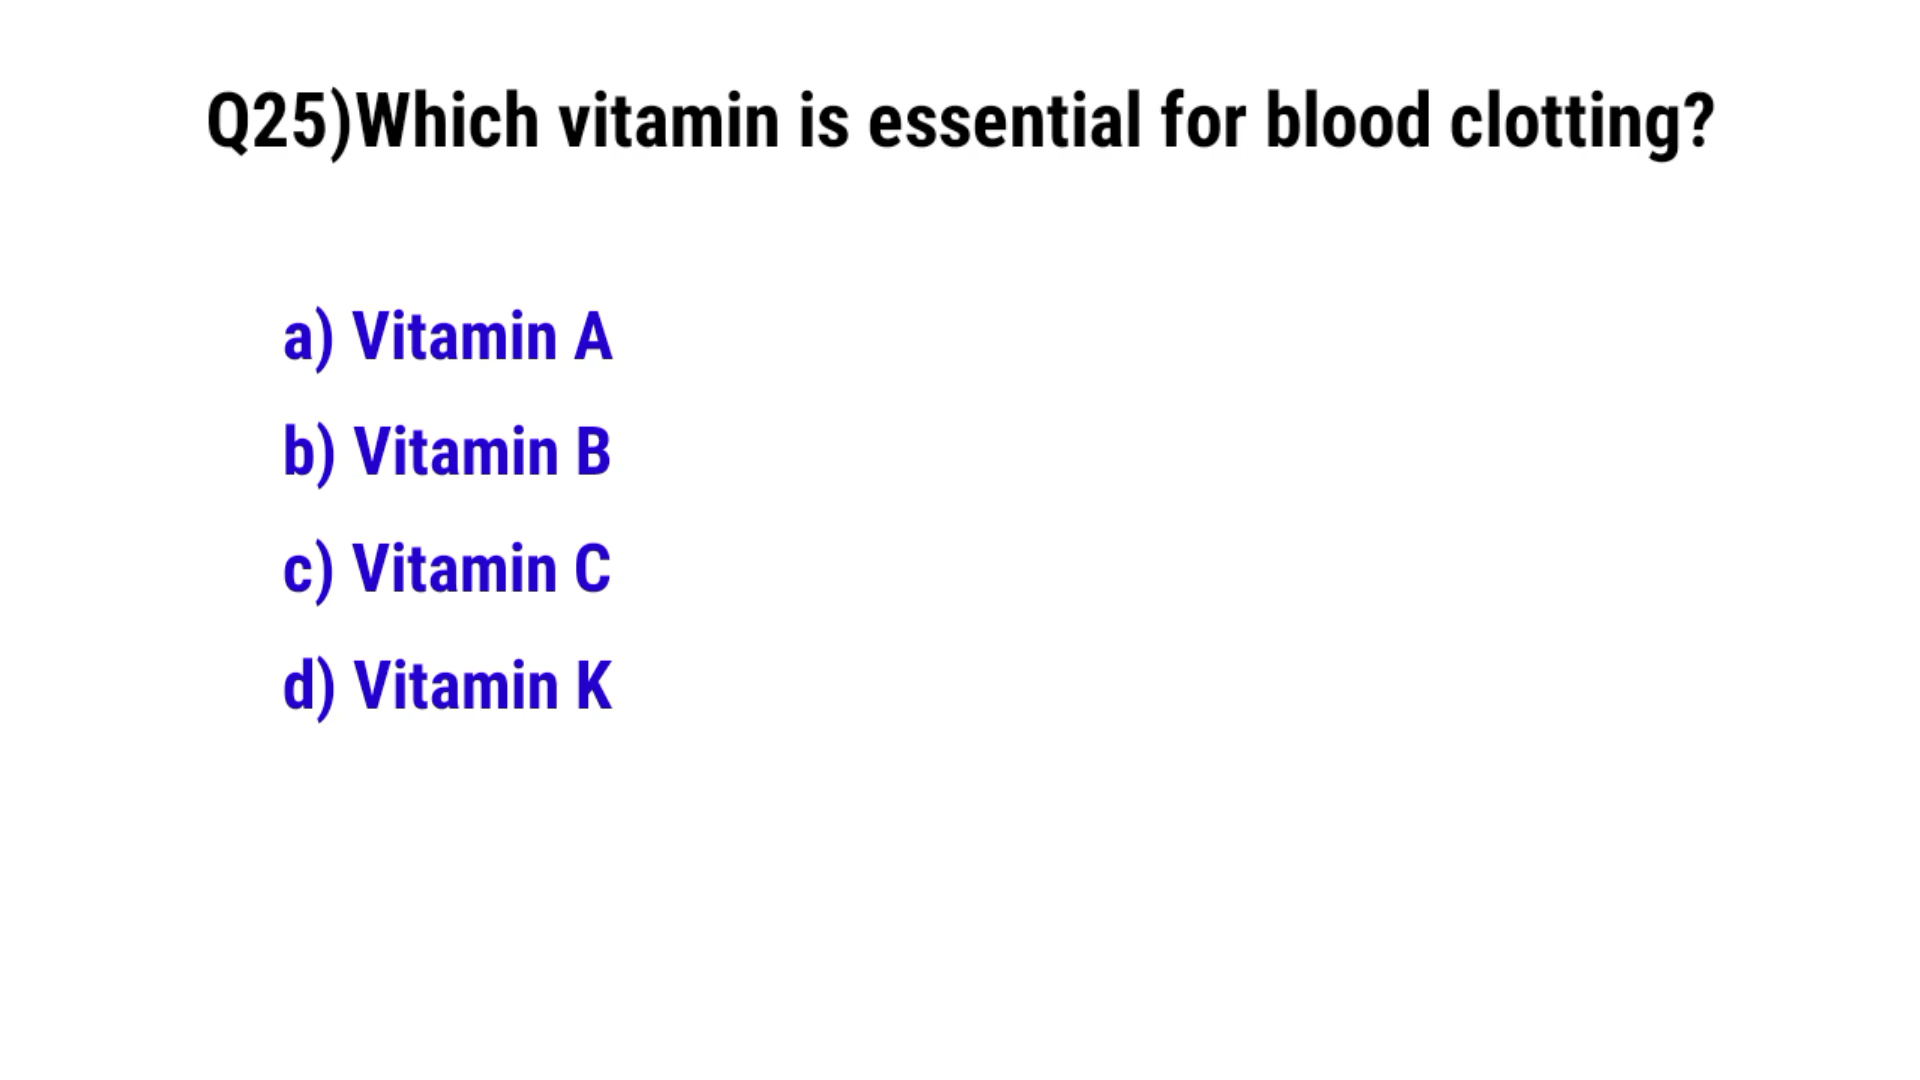 Q25)Which vitamin is essential for blood clotting?
a) Vitamin A
b) Vitamin B
c) Vitamin C
d) Vitamin K